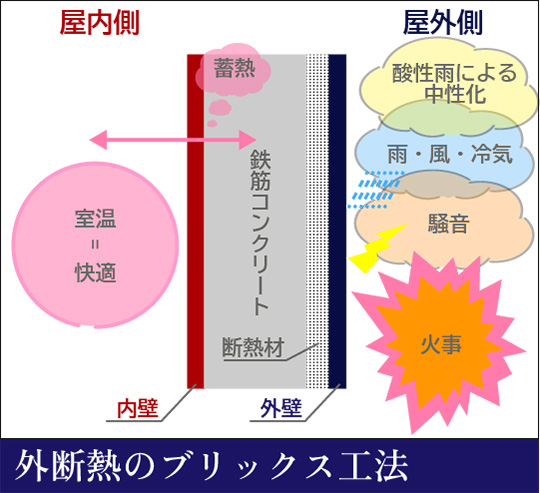 屋内側
屋外側
蓄熱
酸性雨による
中性化
雨・風・冷気
鉄筋コンクリート
室温
=
快適
騒音
断熱材
火事
内壁
外壁
外断熱のブリックス工法